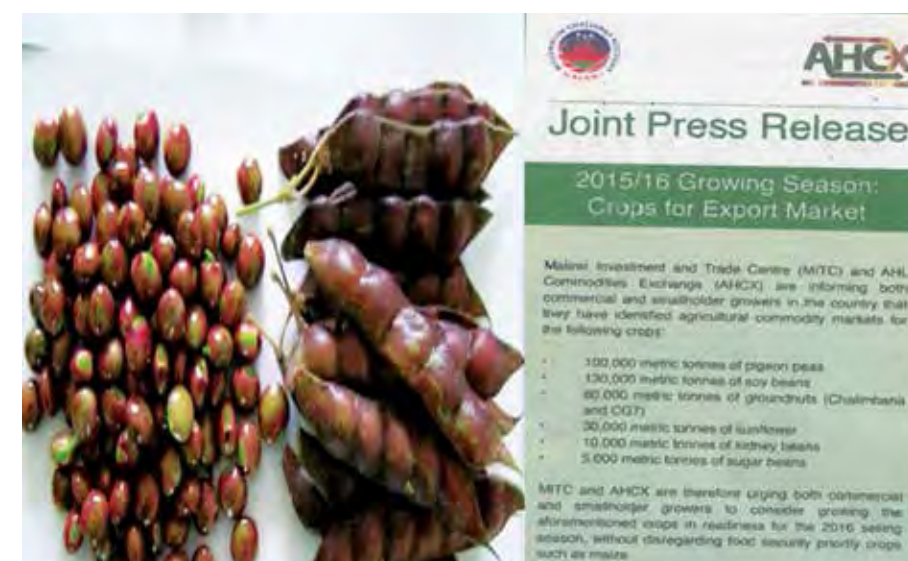 AHCX
Joint Press Release
2015/16 Growing Season:
Crops for Export Market
Malawi Investment and Trade Centre (MITC) and AHL
Commodities Exchange (AHCX) are informing both
commercial and smallholder growers in the country that
they have identified agricultural commodity markets for
the following crops:
100,000 metric tonnes of pigeon peas
130,000 metric tonnes of soy beans
60,000 metric tonnes of groundnuts (Chalimbana
and CG7)
30,000 metric tonnes of sunflower
10,000 metric tonnes of kidney beans
5,000 metric tonnes of sugar beans
MITC and AHCX are therefore urging both commercial
and smallholder growers to consider growing the
aforementioned crops in readiness for the 2016 selling
season, without disregarding food security priority crops
such as maize